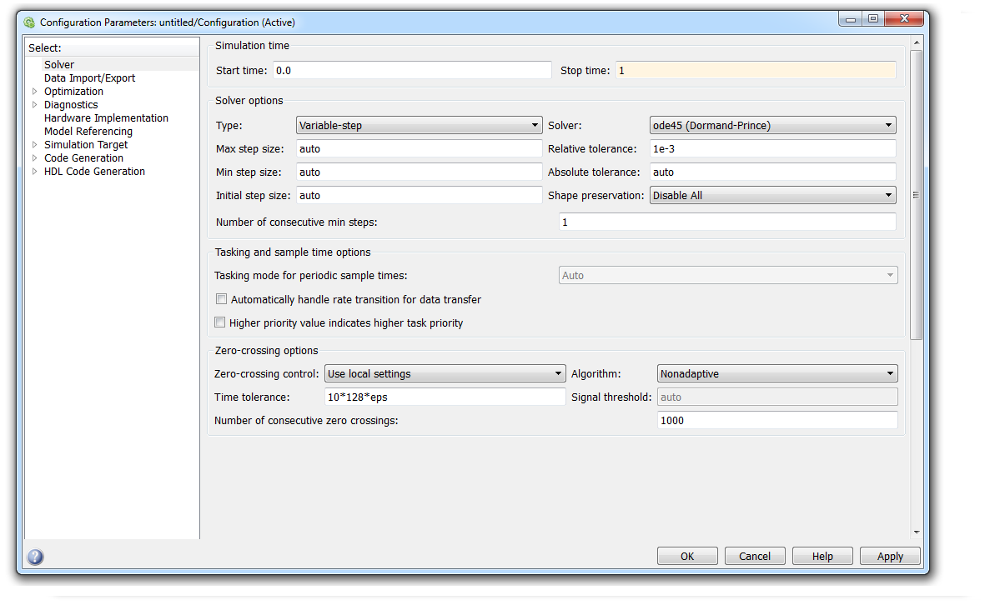 Configuration Parameters: untitled/Configuration (Active)
Select:
Solver
Data Import/Export
Optimization
Diagnostics
Hardware Implementation
Model Referencing
Simulation Target
Code Generation
HDL Code Generation
Simulation time
Start time: 0.0 Stop time: 1
Solver options
Type: Variable-step Solver: ode45 (Dormand-Prince)
Max step size: auto Relative tolerance: 1e-3
Min step size: auto Absolute tolerance: auto
Initial step size: auto Shape preservation: Disable All
Number of consecutive min steps: 1
Tasking and sample time options
Tasking mode for periodic sample times: Auto
Automatically handle rate transition for data transfer
Higher priority value indicates higher task priority
Zero-crossing options
Zero-crossing control: Use local settings Algorithm: Nonadaptive
Time tolerance: 10*128*eps Signal threshold: auto
Number of consecutive zero crossings: 1000
? OK Cancel Help Apply